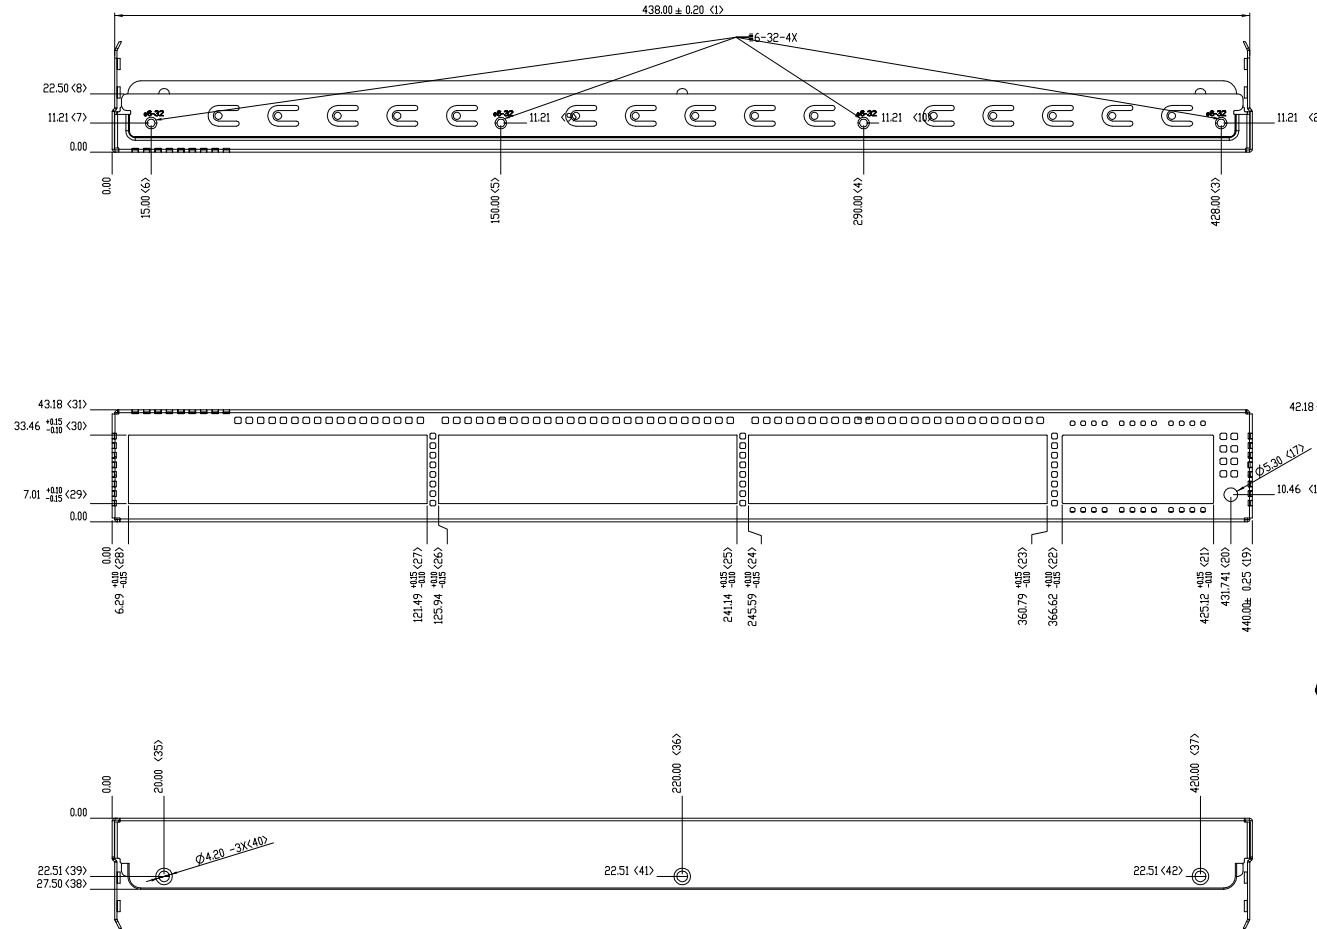 438.00 ± 0.20 <1>
#6-32-4X
22.50 <8>
#6-32
#6-32
#6-32
#6-32
11.21 <7>
11.21 <9>
11.21 <10>
11.21
0.00
0.00
15.00 <6>
150.00 <5>
290.00 <4>
428.00 <3>
43.18 <31>
42.18
33.46 +0.15 -0.10 <30>
Ø5.30 <17>
7.01 +0.10 -0.15 <29>
10.46
0.00
0.00
6.29 +0.10 -0.15 <28>
121.49 +0.15 -0.10 <27>
125.94 +0.10 -0.15 <26>
241.14 +0.15 -0.10 <25>
245.59 +0.10 -0.15 <24>
360.79 +0.15 -0.10 <23>
366.62 +0.10 -0.15 <22>
425.12 +0.15 -0.10 <21>
431.741 <20>
440.00± 0.25 <19>
0.00
20.00 <35>
220.00 <36>
420.00 <37>
0.00
Ø4.20 -3X<40>
22.51 <39>
22.51 <41>
22.51 <42>
27.50 <38>